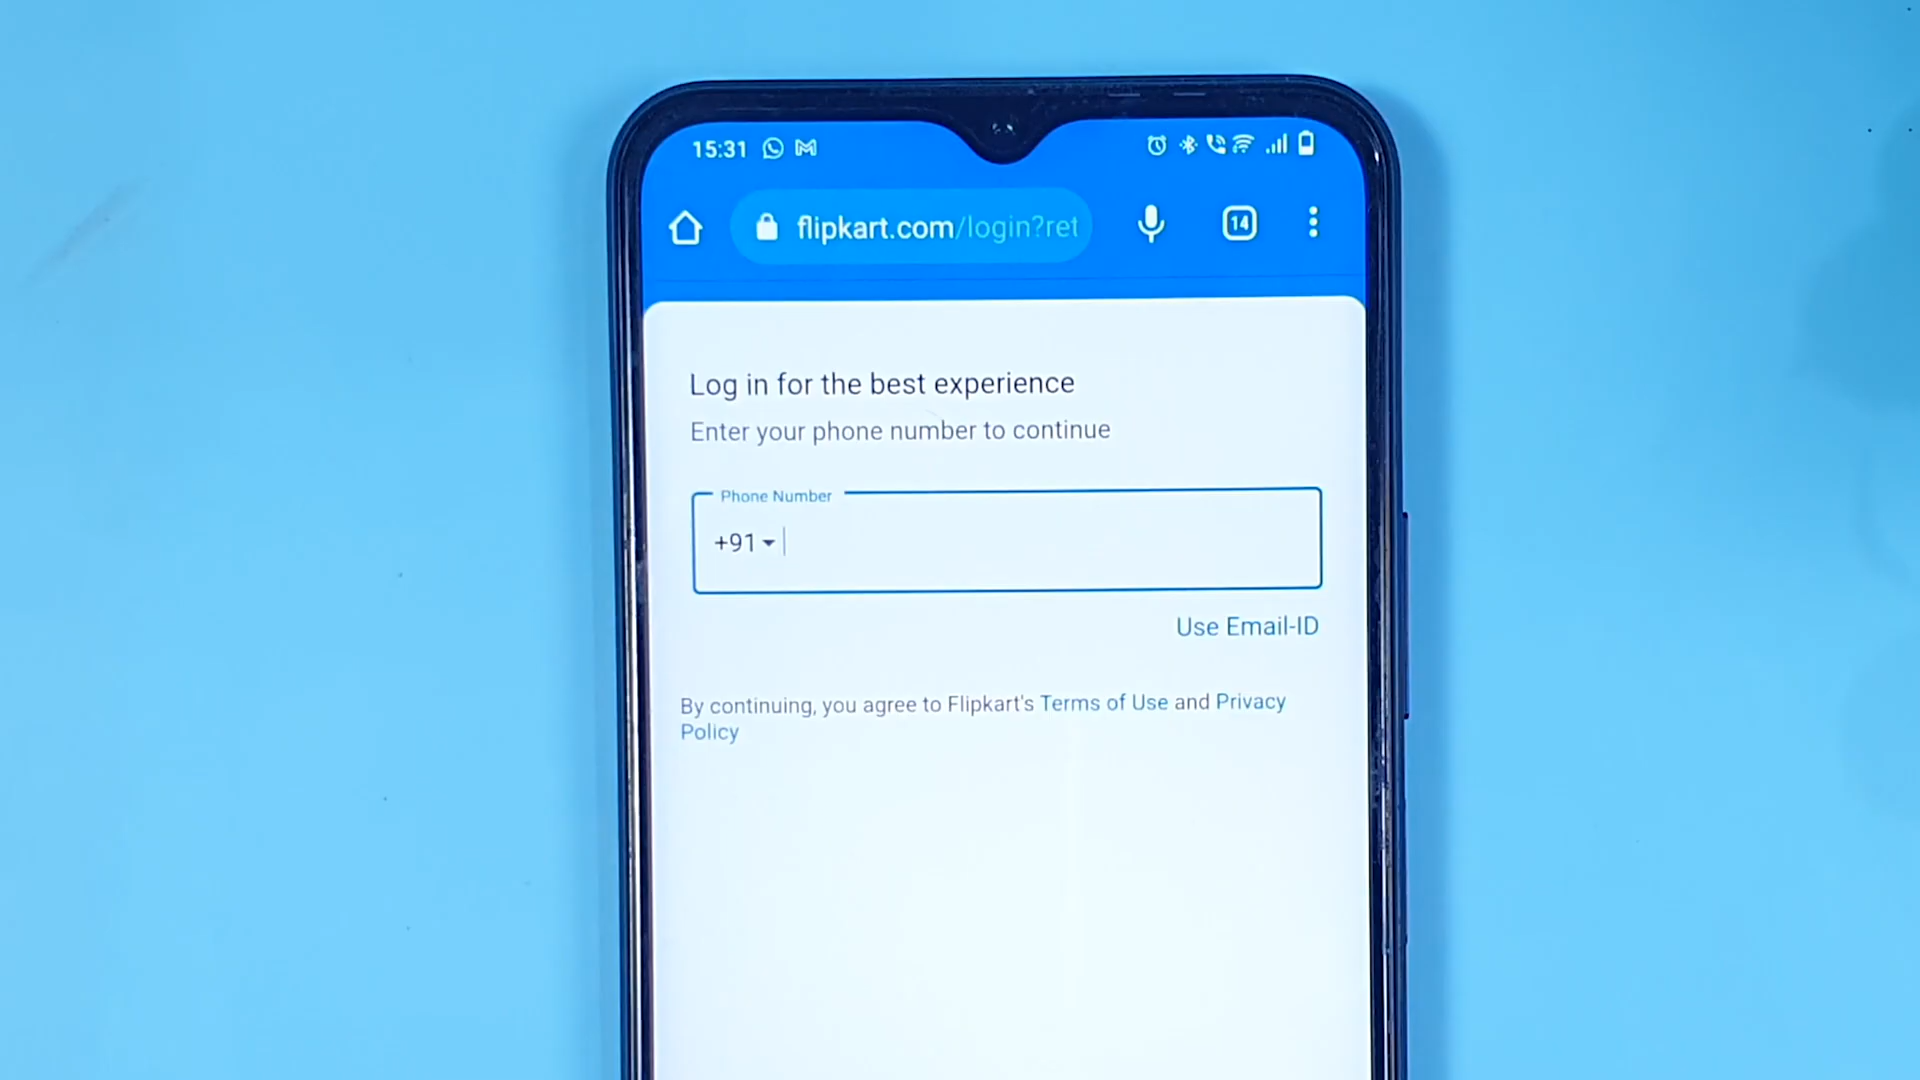 15:31
flipkart.com/login?ret
14
Log in for the best experience
Enter your phone number to continue
Phone Number
+91
Use Email-ID
By continuing, you agree to Flipkart's Terms of Use and Privacy
Policy